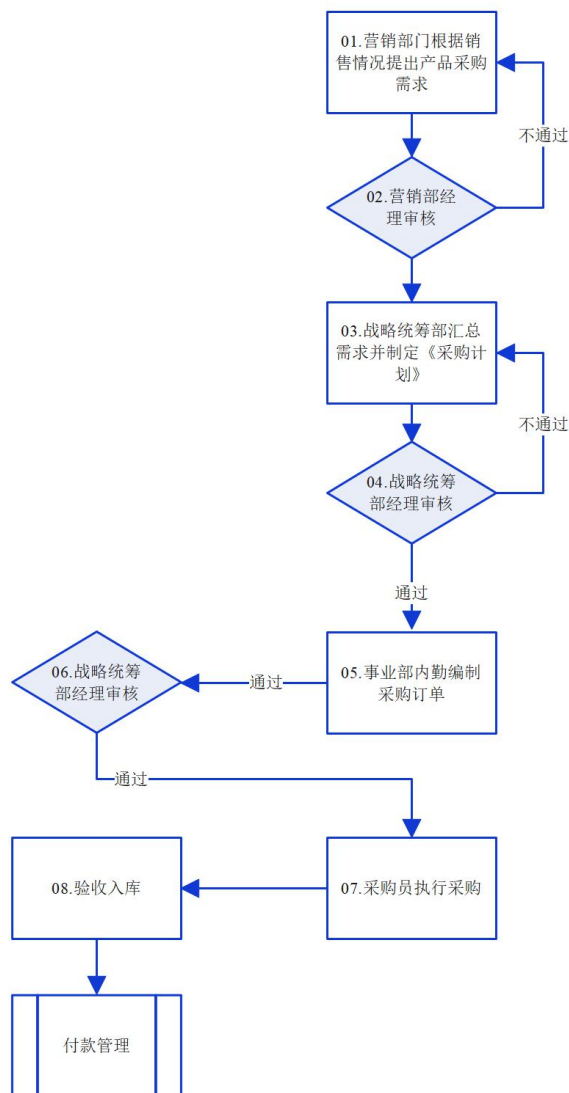 01.营销部门根据销
售情况提出产品采购
需求
不通过
02.营销部经
理审核
03.战略统筹部汇总
需求并制定《采购计
划》
不通过
04.战略统筹
部经理审核
通过
06.战略统筹
部经理审核
通过
05.事业部内勤编制
采购订单
通过
08.验收入库
07.采购员执行采购
付款管理